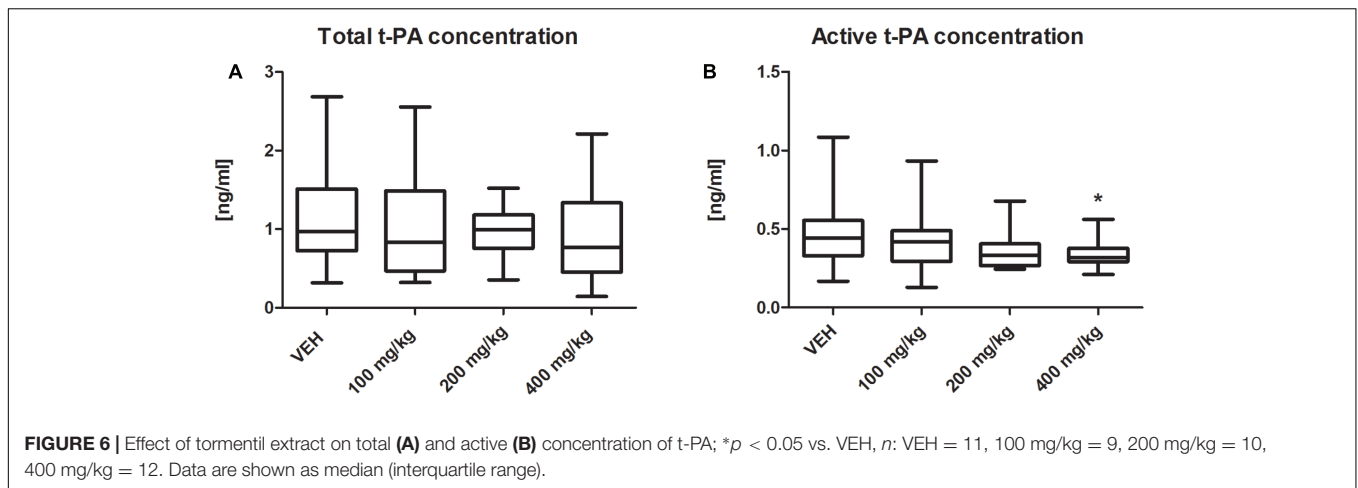 Total t-PA concentration
Active t-PA concentration
A
3
2
1
0
[ng/ml]
VEH
100 mg/kg
200 mg/kg
400 mg/kg
B
1.5
1.0
0.5
0.0
[ng/ml]
*
VEH
100 mg/kg
200 mg/kg
400 mg/kg
FIGURE 6 | Effect of tormentil extract on total (A) and active (B) concentration of t-PA; *p < 0.05 vs. VEH, n: VEH = 11, 100 mg/kg = 9, 200 mg/kg = 10,
400 mg/kg = 12. Data are shown as median (interquartile range).